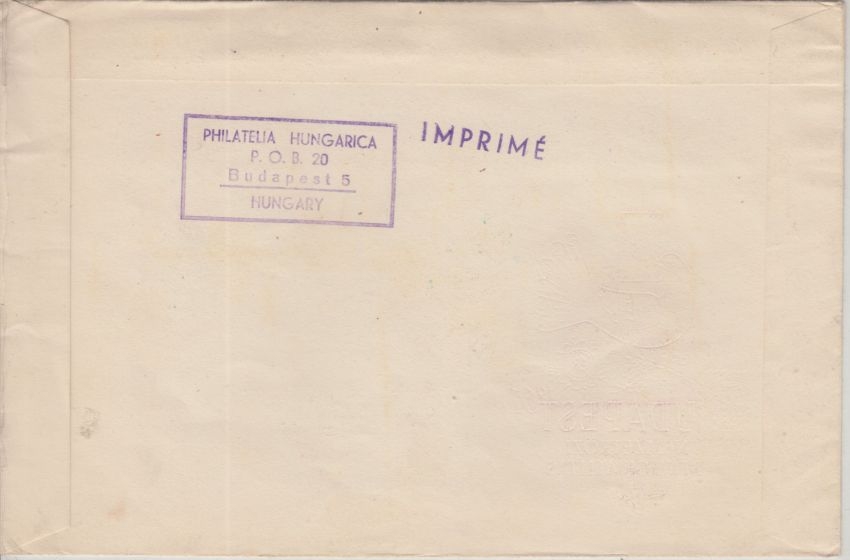 PHILATELIA HUNGARICA
P. O. B. 20
Budapest 5
HUNGARY
IMPRIMÉ